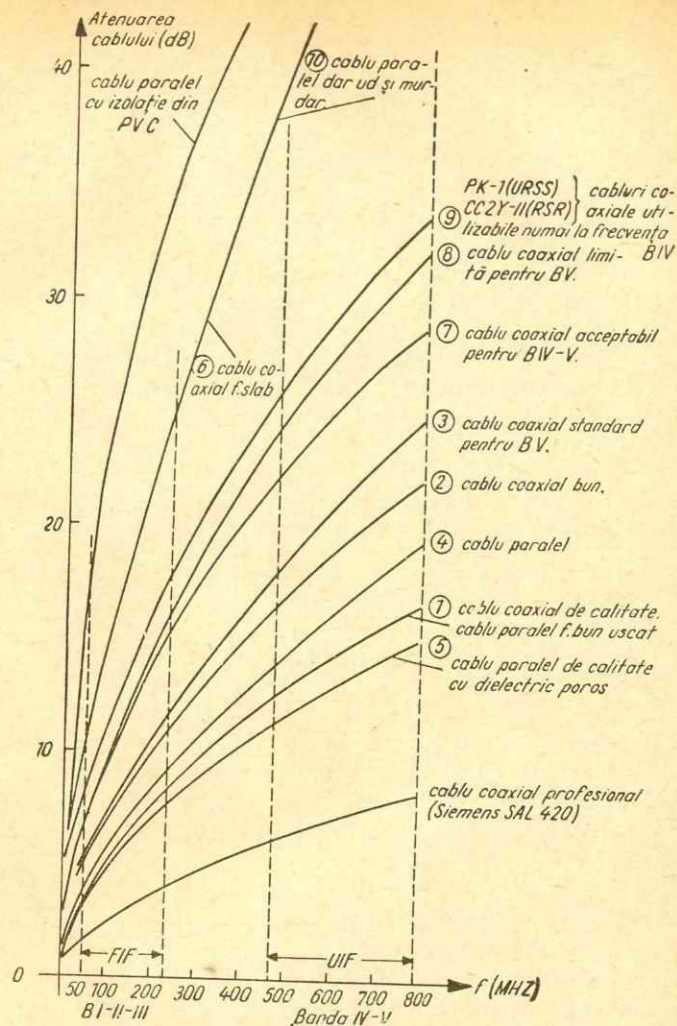 Atenuarea
cablului (dB)
40
30
20
10
0
cablu paralel
cu izolație din
PVC
⑩ cablu para-
lel dar ud și mur-
dar
⑥ cablu co-
axial f.slab
PK-1(URSS) } cabluri co-
⑨ CC2Y-II(RSR) } axiale uti-
lizabile numai la frecvența
BIV
⑧ cablu coaxial limi-
tă pentru BV.
⑦ cablu coaxial acceptabil
pentru BIV-V.
③ cablu coaxial standard
pentru BV.
② cablu coaxial bun.
④ cablu paralel
① cablu coaxial de calitate.
cablu paralel f.bun uscat
⑤
cablu paralel de calitate
cu dielectric poros
cablu coaxial profesional
(Siemens SAL 420)
FIF
UIF
50 100 200 300 400 500 600 700 800
f (MHZ)
BI-II-III
Banda IV-V